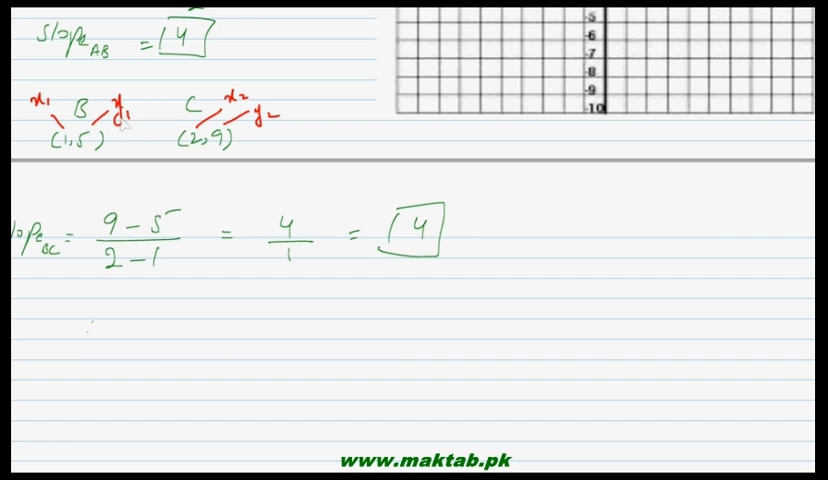 Slope AB = 4
-5
-6
-7
-8
-9
-10
x1 B y1 C x2 y2
(1,5) (2,9)
lope BC = 9 - 5 / 2 - 1 = 4 / 1 = 4
www.maktab.pk